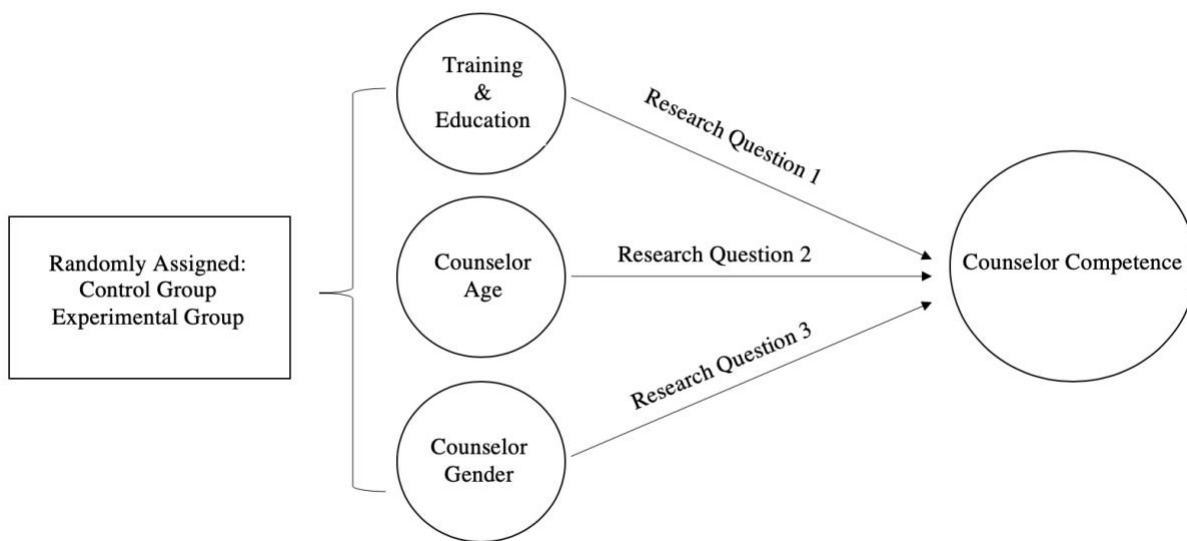 Randomly Assigned:
Control Group
Experimental Group
Training
&
Education
Counselor
Age
Counselor
Gender
Research Question 1
Research Question 2
Research Question 3
Counselor Competence